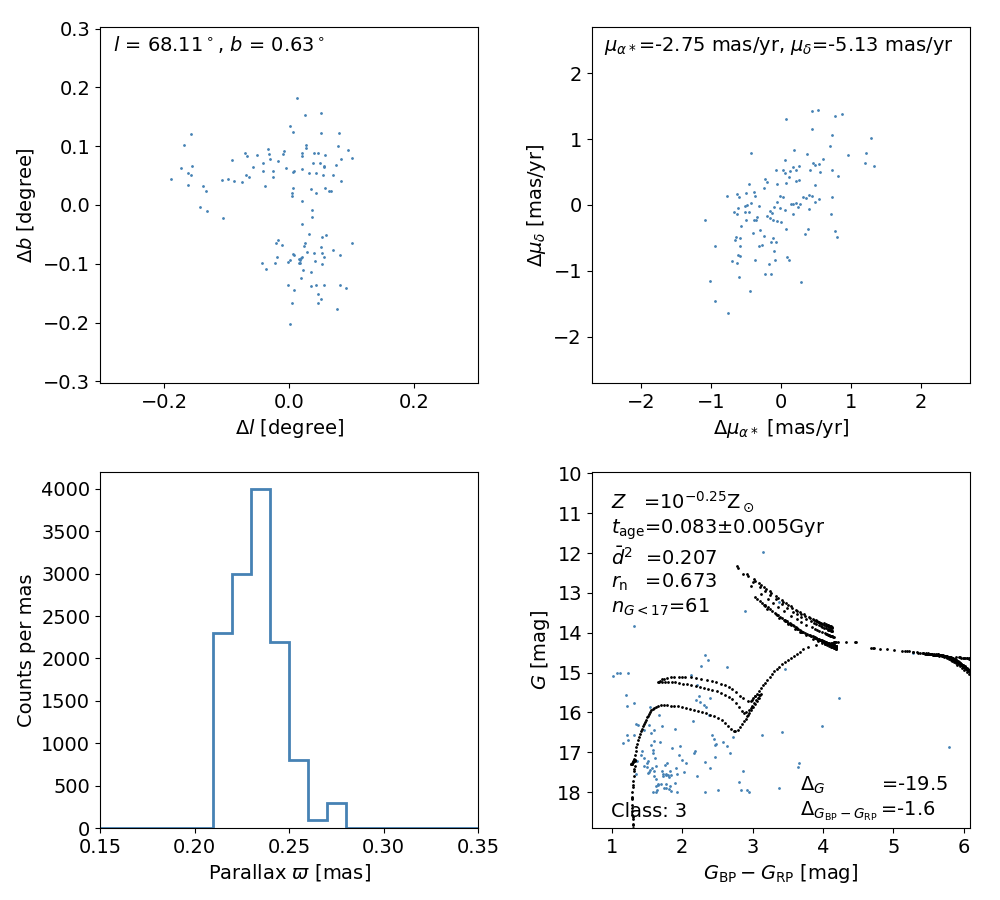 l = 68.11°, b = 0.63°
0.3
0.2
0.1
0.0
−0.1
−0.2
−0.3
Δb [degree]
−0.2
0.0
0.2
Δl [degree]
μα*=-2.75 mas/yr, μδ=-5.13 mas/yr
2
1
0
−1
−2
Δμδ [mas/yr]
−2
−1
0
1
2
Δμα* [mas/yr]
4000
3500
3000
2500
2000
1500
1000
500
0
Counts per mas
0.15
0.20
0.25
0.30
0.35
Parallax ϖ [mas]
10
11
12
13
14
15
16
17
18
G [mag]
Z =10^−0.25 Z⊙
t_age=0.083±0.005Gyr
d̄² =0.207
r_n =0.673
n_G<17=61
Δ_G =-19.5
Δ_GBP−GRP =-1.6
Class: 3
1
2
3
4
5
6
G_BP − G_RP [mag]